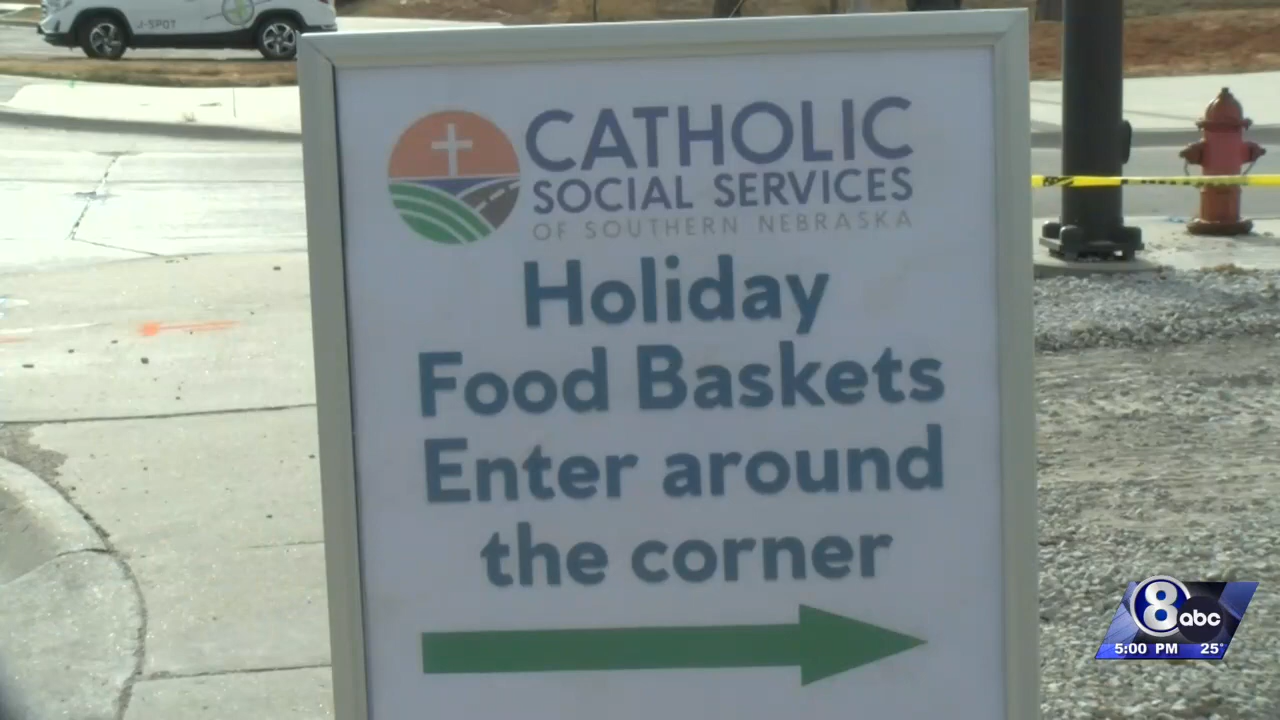 J-SPOT
CATHOLIC
SOCIAL SERVICES
OF SOUTHERN NEBRASKA
Holiday
Food Baskets
Enter around
the corner
8 abc
5:00 PM 25°